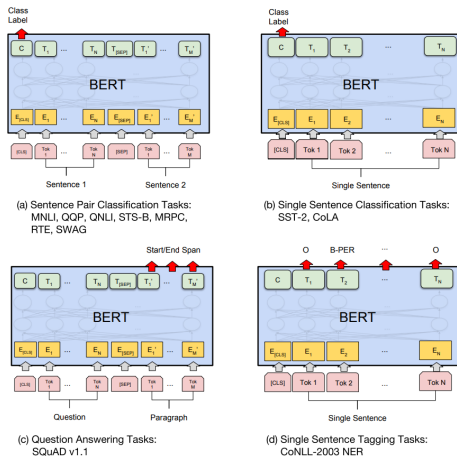 Class
Label
C T1 ... TN T[SEP] T1' ... TM'
BERT
E[CLS] E1 ... EN E[SEP] E1' ... EM'
[CLS] Tok 1 ... Tok N [SEP] Tok 1 ... Tok M
Sentence 1 Sentence 2
(a) Sentence Pair Classification Tasks:
MNLI, QQP, QNLI, STS-B, MRPC,
RTE, SWAG
Class
Label
C T1 T2 ... TN
BERT
E[CLS] E1 E2 ... EN
[CLS] Tok 1 Tok 2 ... Tok N
Single Sentence
(b) Single Sentence Classification Tasks:
SST-2, CoLA
Start/End Span
C T1 ... TN T[SEP] T1' ... TM'
BERT
E[CLS] E1 ... EN E[SEP] E1' ... EM'
[CLS] Tok 1 ... Tok N [SEP] Tok 1 ... Tok M
Question Paragraph
(c) Question Answering Tasks:
SQuAD v1.1
O B-PER ... O
C T1 T2 ... TN
BERT
E[CLS] E1 E2 ... EN
[CLS] Tok 1 Tok 2 ... Tok N
Single Sentence
(d) Single Sentence Tagging Tasks:
CoNLL-2003 NER